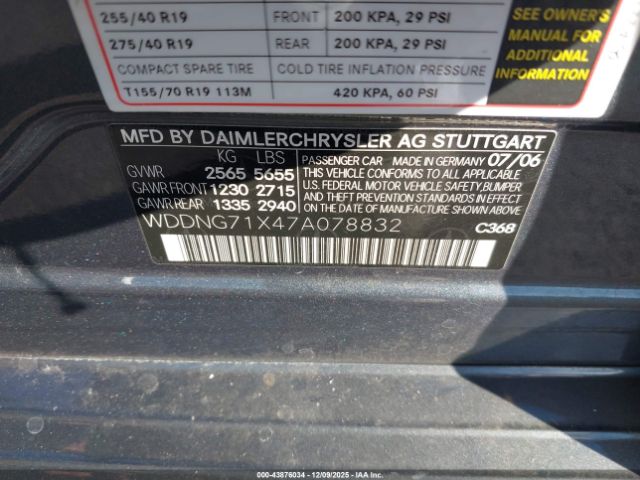 255/40 R19 FRONT 200 KPA, 29 PSI
275/40 R19 REAR 200 KPA, 29 PSI
COMPACT SPARE TIRE COLD TIRE INFLATION PRESSURE
T155/70 R19 113M 420 KPA, 60 PSI
SEE OWNER'S
MANUAL FOR
ADDITIONAL
INFORMATION
MFD BY DAIMLERCHRYSLER AG STUTTGART
KG LBS
GVWR 2565 5655
GAWR FRONT 1230 2715
GAWR REAR 1335 2940
PASSENGER CAR MADE IN GERMANY 07/06
THIS VEHICLE CONFORMS TO ALL APPLICABLE
U.S. FEDERAL MOTOR VEHICLE SAFETY, BUMPER,
AND THEFT PREVENTION STANDARDS IN EFFECT
ON THE DATE OF MANUFACTURE SHOWN ABOVE.
WDDNG71X47A078832
C368
©IAAI 000-43876034 - 12/09/2025 - IAAI.COM